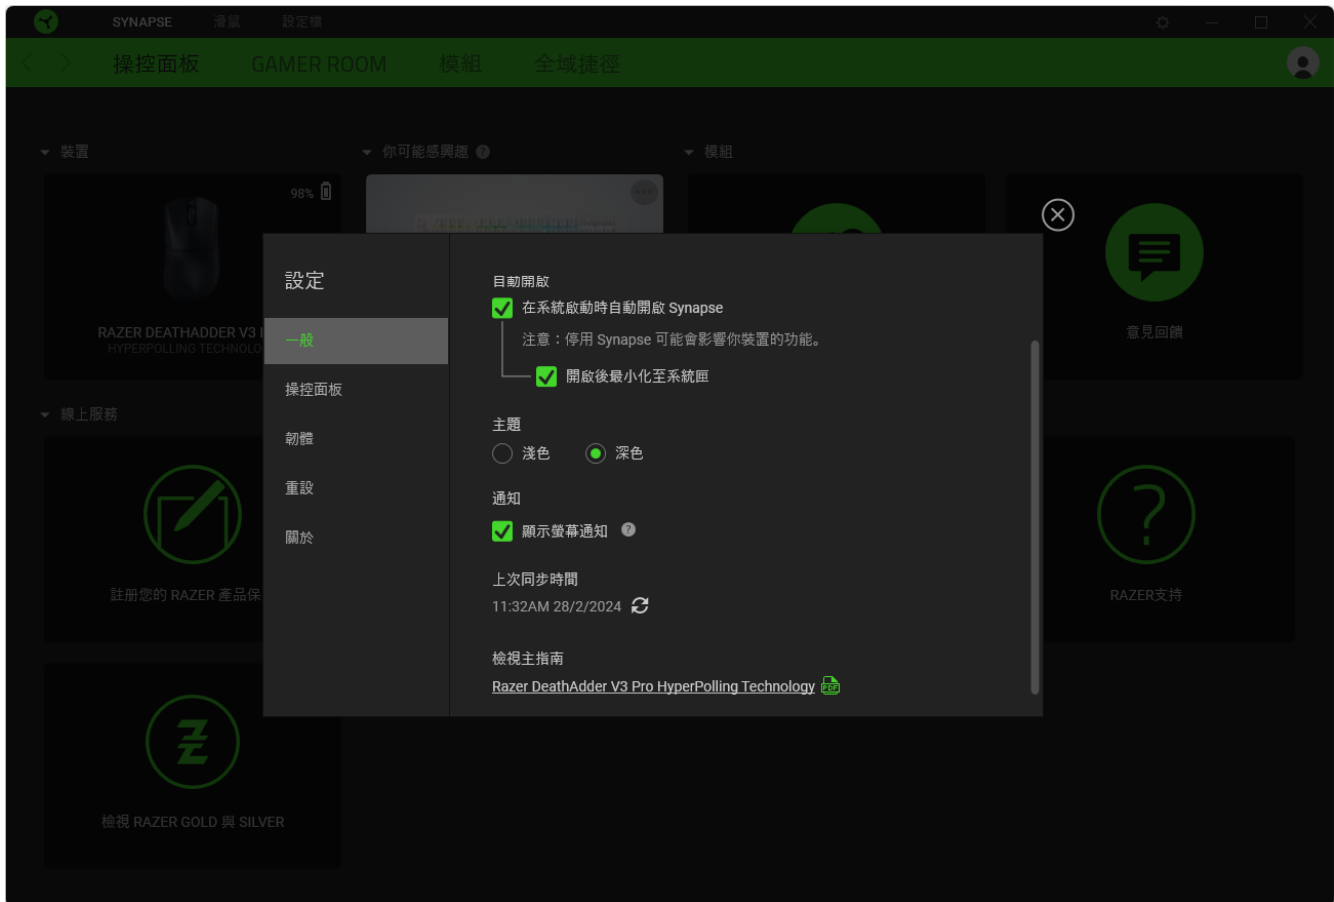 SYNAPSE 滑鼠 設定檔
操控面板 GAMER ROOM 模組 全域捷徑
裝置
你可能感興趣
模組
98%
RAZER DEATHADDER V3
HYPERPOLLING TECHNOLO
意見回饋
線上服務
註册您的 RAZER 產品保
RAZER支持
檢視 RAZER GOLD 與 SILVER
設定
一般
操控面板
韌體
重設
關於
自動開啟
在系統啟動時自動開啟 Synapse
注意：停用 Synapse 可能會影響你裝置的功能。
開啟後最小化至系統匣
主題
淺色
深色
通知
顯示螢幕通知
上次同步時間
11:32AM 28/2/2024
檢視主指南
Razer DeathAdder V3 Pro HyperPolling Technology
PDF